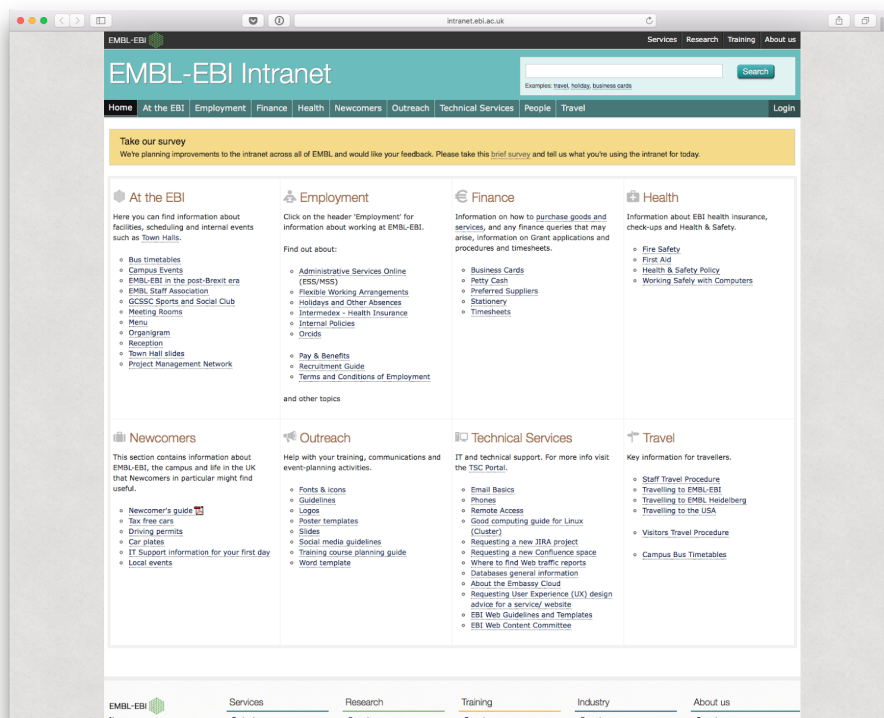 intranet.ebi.ac.uk
EMBL-EBI
Services Research Training About us
EMBL-EBI Intranet
Search
Examples: travel, holiday, business cards
Home At the EBI Employment Finance Health Newcomers Outreach Technical Services People Travel Login
Take our survey
We're planning improvements to the intranet across all of EMBL and would like your feedback. Please take this brief survey and tell us what you're using the intranet for today.
At the EBI
Here you can find information about
facilities, scheduling and internal events
such as Town Halls.
Bus timetables
Campus Events
EMBL-EBI in the post-Brexit era
EMBL Staff Association
GCSSC Sports and Social Club
Meeting Rooms
Menu
Organigram
Reception
Town Hall slides
Project Management Network
Employment
Click on the header 'Employment' for
information about working at EMBL-EBI.
Find out about:
Administrative Services Online
(ESS/MSS)
Flexible Working Arrangements
Holidays and Other Absences
Intermedex - Health Insurance
Internal Policies
Orcids
Pay & Benefits
Recruitment Guide
Terms and Conditions of Employment
and other topics
Finance
Information on how to purchase goods and
services, and any finance queries that may
arise, information on Grant applications and
procedures and timesheets.
Business Cards
Petty Cash
Preferred Suppliers
Stationery
Timesheets
Health
Information about EBI health insurance,
check-ups and Health & Safety.
Fire Safety
First Aid
Health & Safety Policy
Working Safely with Computers
Newcomers
This section contains information about
EMBL-EBI, the campus and life in the UK
that Newcomers in particular might find
useful.
Newcomer's guide
Tax free cars
Driving permits
Car plates
IT Support information for your first day
Local events
Outreach
Help with your training, communications and
event-planning activities.
Fonts & icons
Guidelines
Logos
Poster templates
Slides
Social media guidelines
Training course planning guide
Word template
Technical Services
IT and technical support. For more info visit
the TSC Portal.
Email Basics
Phones
Remote Access
Good computing guide for Linux
(Cluster)
Requesting a new JIRA project
Requesting a new Confluence space
Where to find Web traffic reports
Databases general information
About the Embassy Cloud
Requesting User Experience (UX) design
advice for a service/ website
EBI Web Guidelines and Templates
EBI Web Content Committee
Travel
Key information for travellers.
Staff Travel Procedure
Travelling to EMBL-EBI
Travelling to EMBL Heidelberg
Travelling to the USA
Visitors Travel Procedure
Campus Bus Timetables
EMBL-EBI
Services Research Training Industry About us